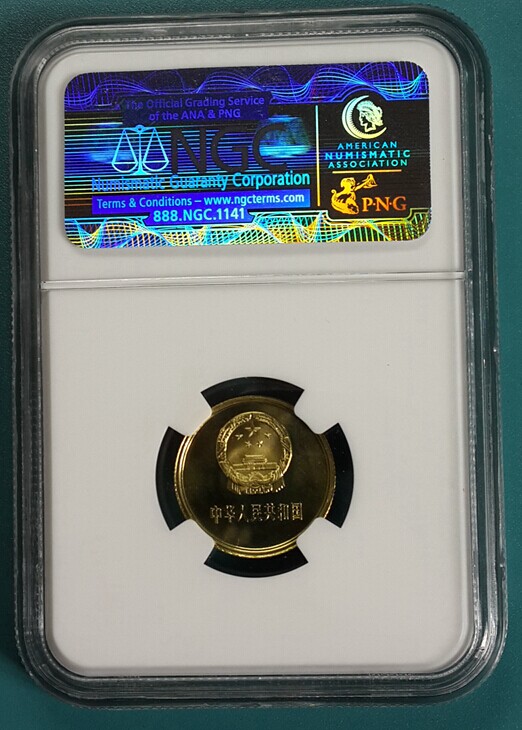 The Official Grading Service
of the ANA & PNG
NGC
Numismatic Guaranty Corporation
Terms & Conditions – www.ngcterms.com
888.NGC.1141
AMERICAN
NUMISMATIC
ASSOCIATION
P·N·G
中华人民共和国